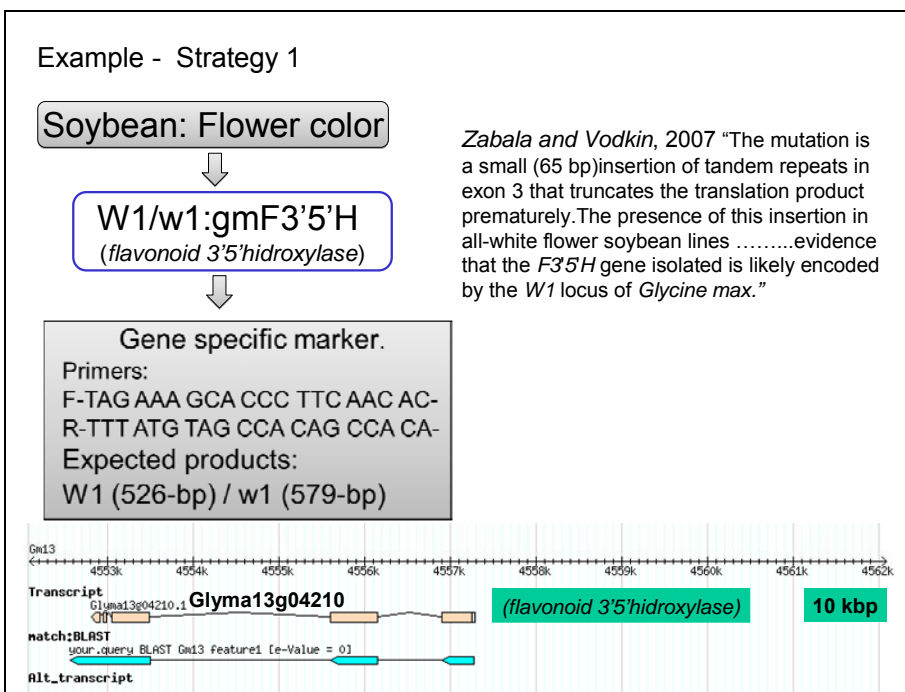 Example - Strategy 1
Soybean: Flower color
W1/w1:gmF3’5’H
(flavonoid 3’5’hidroxylase)
Gene specific marker.
Primers:
F-TAG AAA GCA CCC TTC AAC AC-
R-TTT ATG TAG CCA CAG CCA CA-
Expected products:
W1 (526-bp) / w1 (579-bp)
Zabala and Vodkin, 2007 “The mutation is
a small (65 bp)insertion of tandem repeats in
exon 3 that truncates the translation product
prematurely.The presence of this insertion in
all-white flower soybean lines ……...evidence
that the F3’5’H gene isolated is likely encoded
by the W1 locus of Glycine max.”
Gm13
4553k 4554k 4555k 4556k 4557k 4558k 4559k 4560k 4561k 4562k
Transcript
Glyma13g04210.1 Glyma13g04210 (flavonoid 3’5’hidroxylase) 10 kbp
match:BLAST
your.query BLAST Gm13 feature1 [e-Value = 0]
Alt_transcript